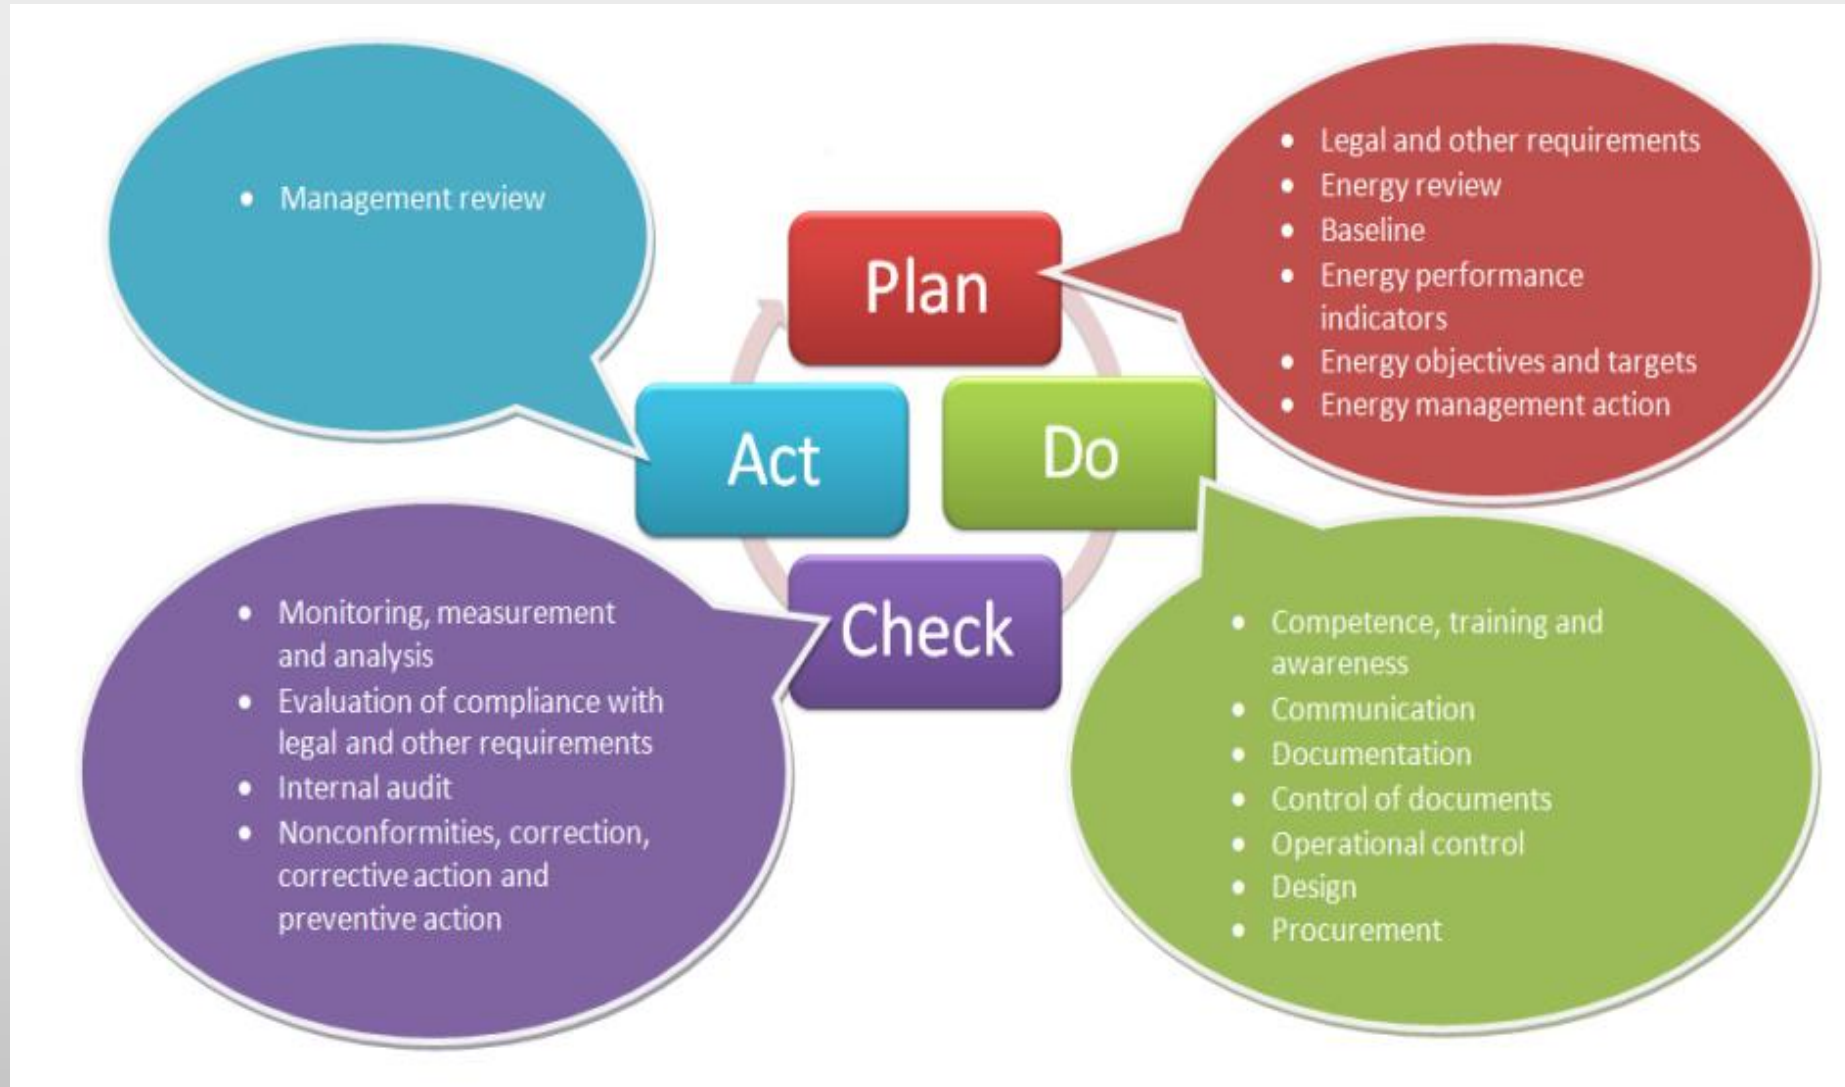 • Management review
Plan
• Legal and other requirements
• Energy review
• Baseline
• Energy performance
indicators
• Energy objectives and targets
• Energy management action
Act
Do
Check
• Monitoring, measurement
and analysis
• Evaluation of compliance with
legal and other requirements
• Internal audit
• Nonconformities, correction,
corrective action and
preventive action
• Competence, training and
awareness
• Communication
• Documentation
• Control of documents
• Operational control
• Design
• Procurement